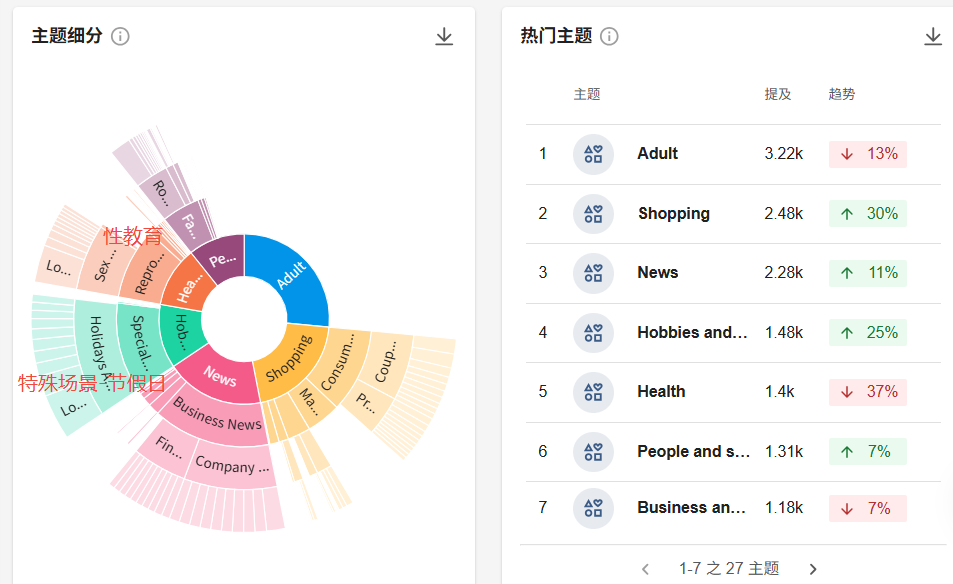 主题细分
热门主题
主题 提及 趋势
1 Adult 3.22k 13%
2 Shopping 2.48k 30%
3 News 2.28k 11%
4 Hobbies and... 1.48k 25%
5 Health 1.4k 37%
6 People and s... 1.31k 7%
7 Business an... 1.18k 7%
1-7 之 27 主题
Ro...
Fa...
Pe...
Adult
性教育
Lo...
Sex...
Repro...
Hea...
Holidays A...
Special...
Hob...
特殊场景-节假日
Lo...
News
Business News
Fin...
Company ...
Shopping
Consum...
Coup...
Ma...
Pr...